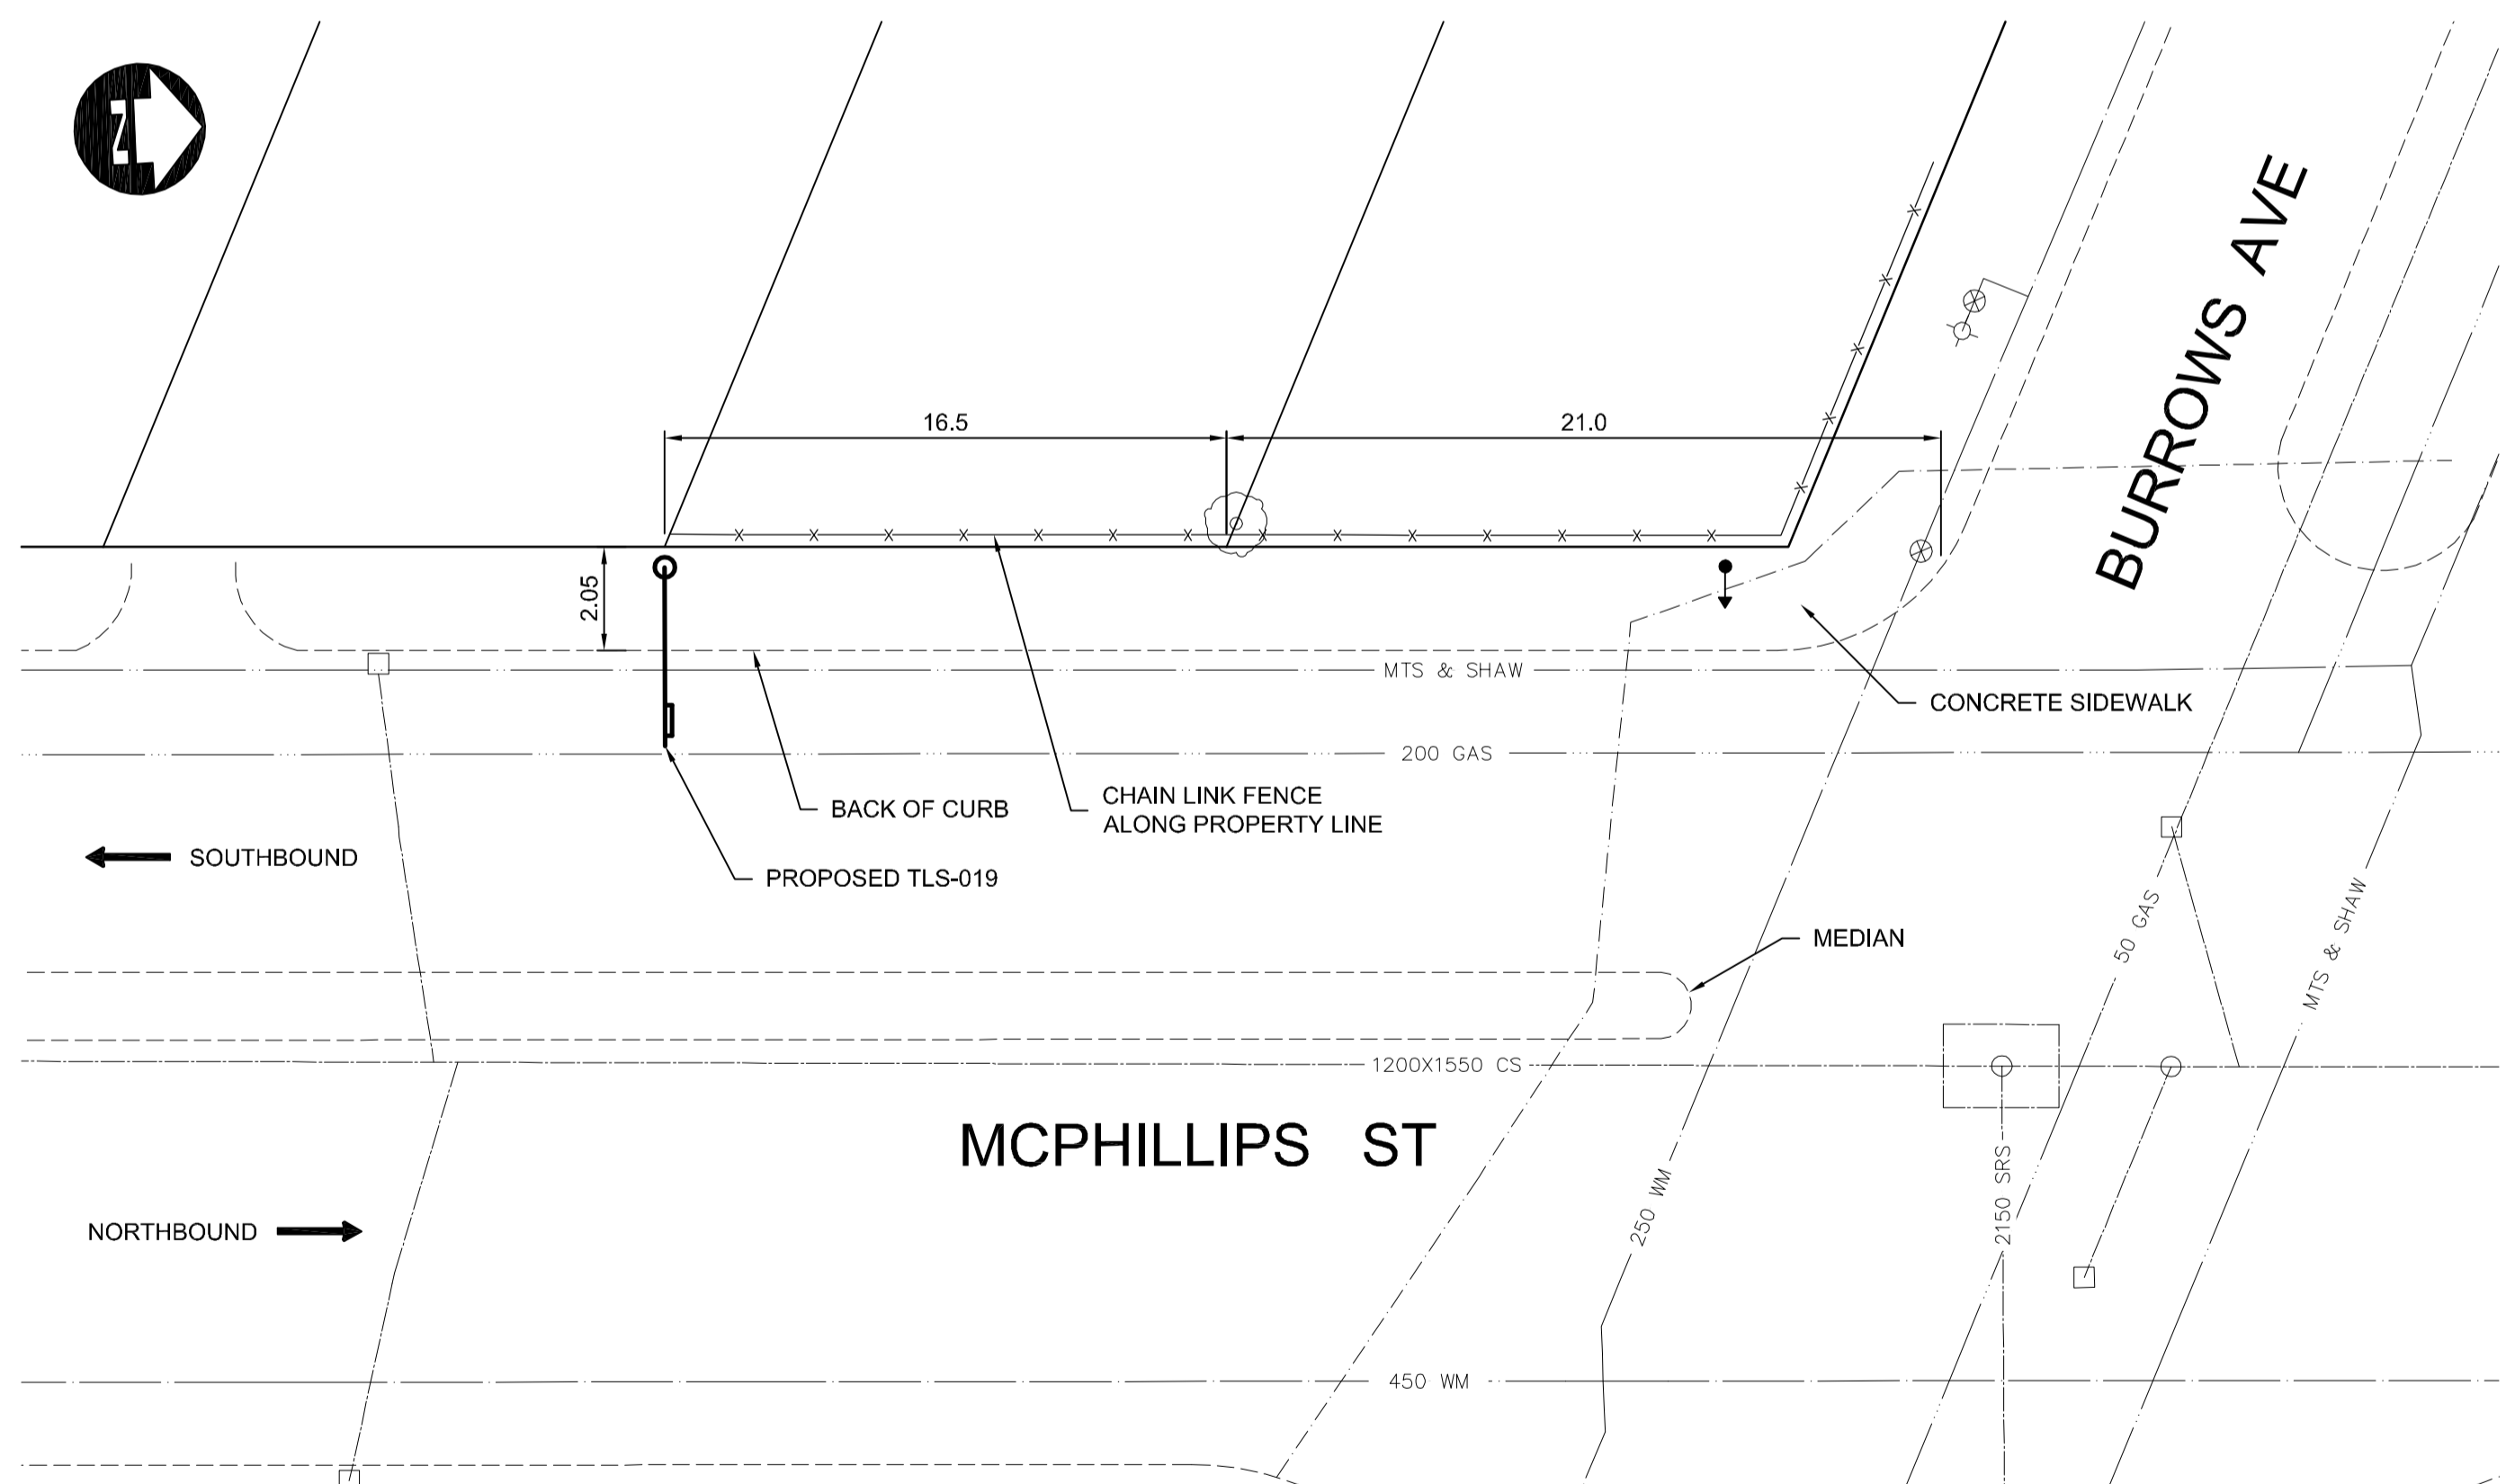 N
BURROWS AVE
16.5
21.0
2.05
MTS & SHAW
CONCRETE SIDEWALK
200 GAS
BACK OF CURB
CHAIN LINK FENCE
ALONG PROPERTY LINE
SOUTHBOUND
PROPOSED TLS-019
MEDIAN
50 GAS
MTS & SHAW
1200X1550 CS
MCPHILLIPS ST
NORTHBOUND
250 WM
2150 SRS
450 WM